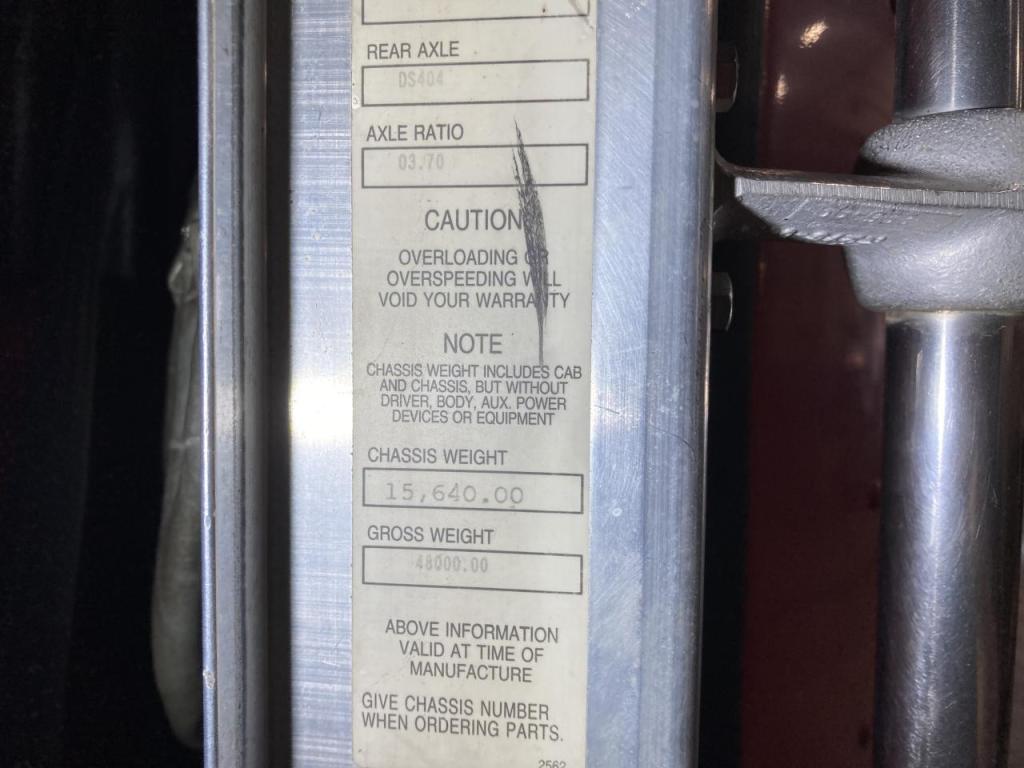 REAR AXLE
DS404
AXLE RATIO
03.70
CAUTION
OVERLOADING OR
OVERSPEEDING WILL
VOID YOUR WARRANTY
NOTE
CHASSIS WEIGHT INCLUDES CAB
AND CHASSIS, BUT WITHOUT
DRIVER, BODY, AUX. POWER
DEVICES OR EQUIPMENT
CHASSIS WEIGHT
15,640.00
GROSS WEIGHT
48000.00
ABOVE INFORMATION
VALID AT TIME OF
MANUFACTURE
GIVE CHASSIS NUMBER
WHEN ORDERING PARTS.
2562